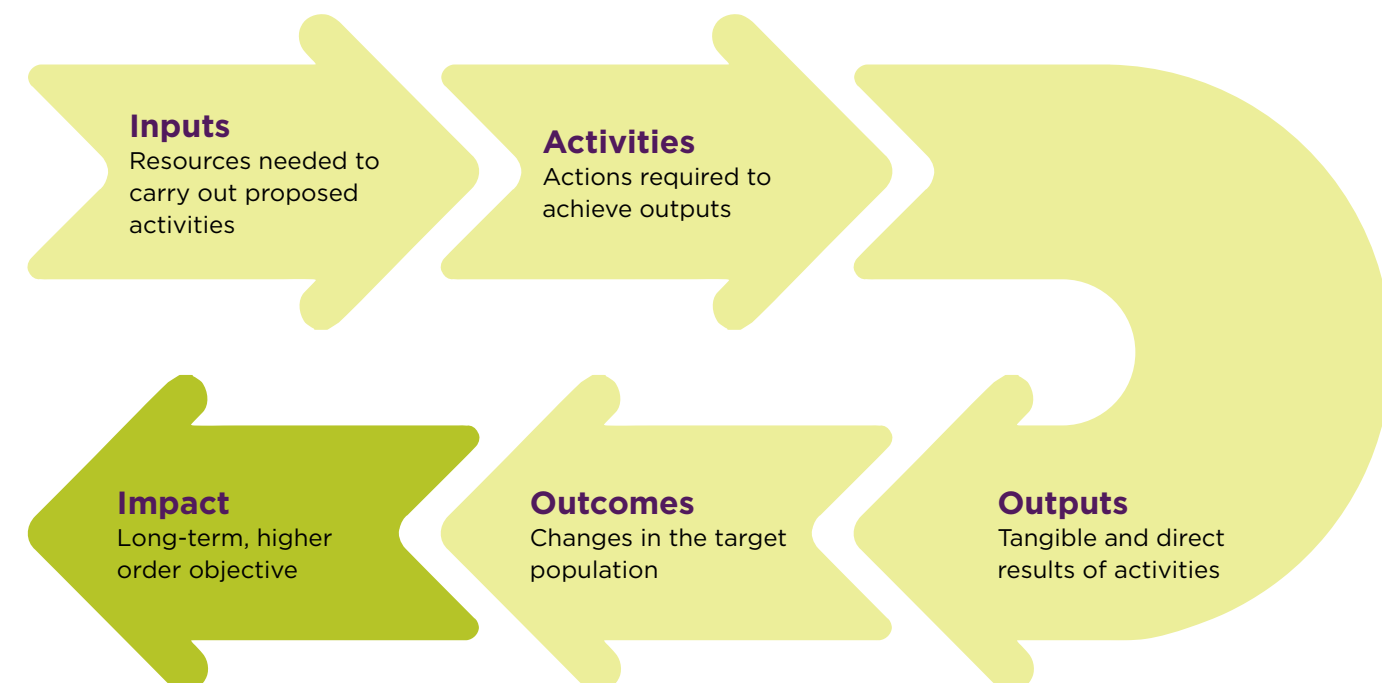 Inputs
Resources needed to
carry out proposed
activities
Activities
Actions required to
achieve outputs
Outputs
Tangible and direct
results of activities
Outcomes
Changes in the target
population
Impact
Long-term, higher
order objective